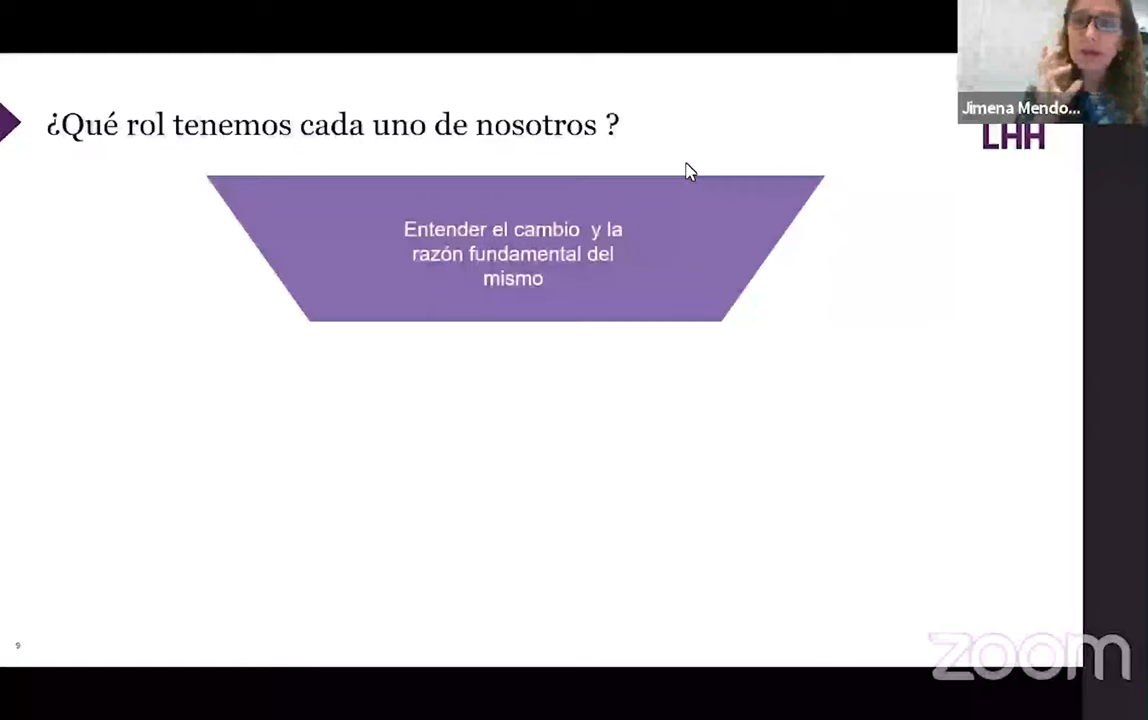 ¿Qué rol tenemos cada uno de nosotros ?
Jimena Mendo...
LHH
Entender el cambio y la
razón fundamental del
mismo
9
zoom